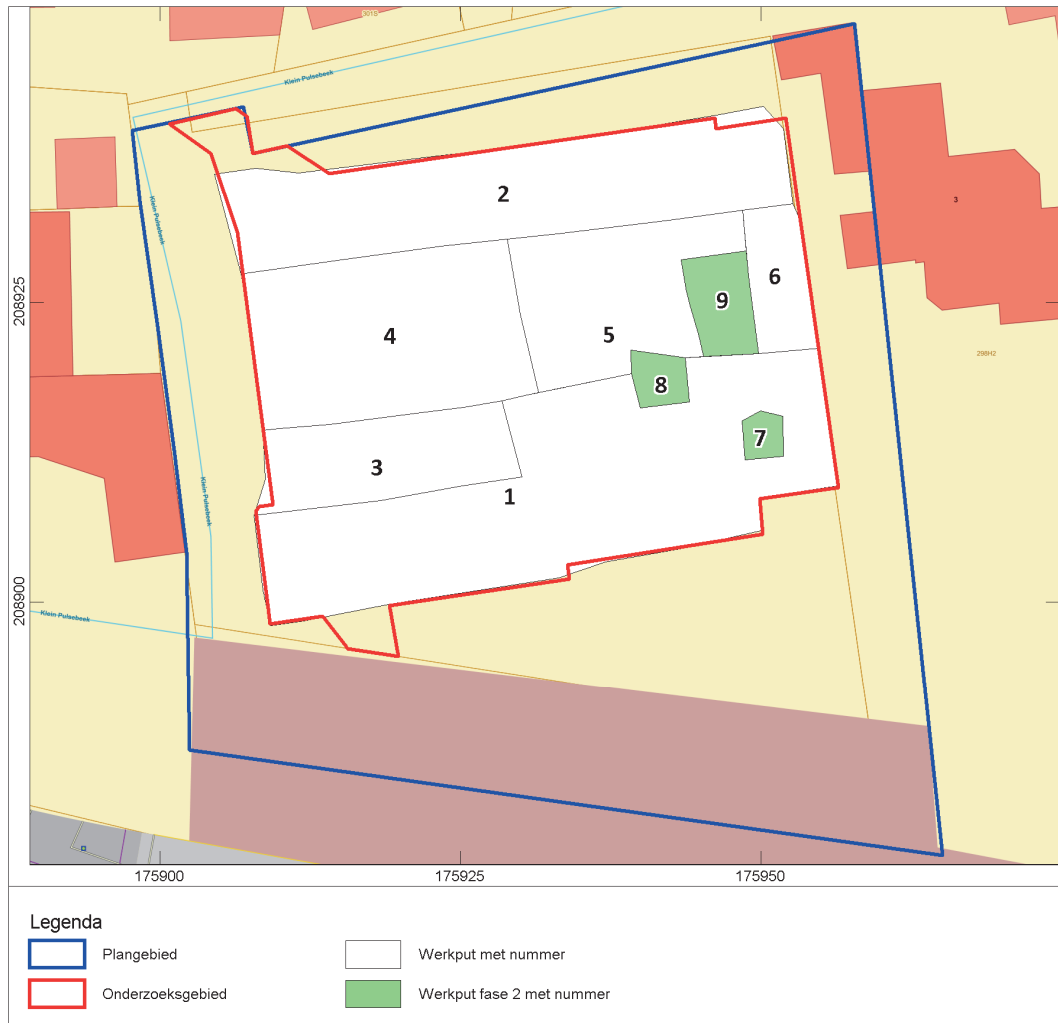 301S
Klein Pulsebeek
2
3
Klein Pulsebeek
6
9
208925
4
5
298H2
8
7
3
1
Klein Pulsebeek
208900
Klein Pulsebeek
175900 175925 175950
Legenda
Plangebied Werkput met nummer
Onderzoeksgebied Werkput fase 2 met nummer